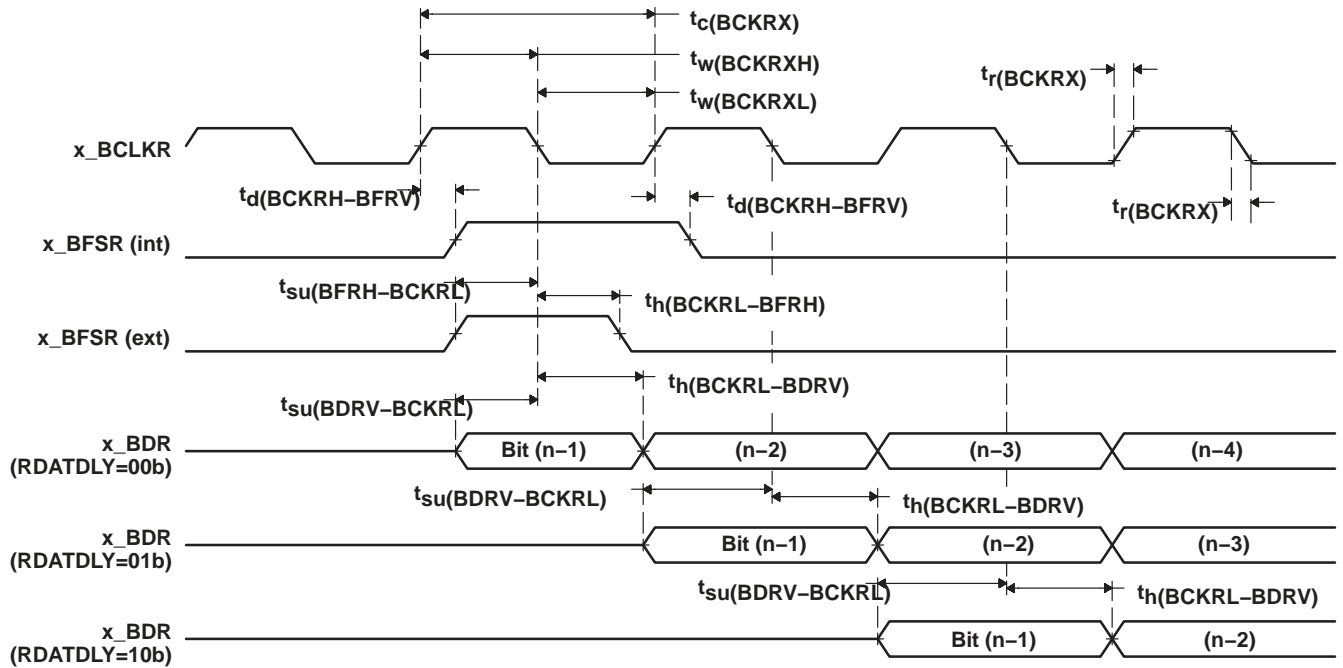 tc(BCKRX)
tw(BCKRXH)
tr(BCKRX)
tw(BCKRXL)
x_BCLKR
td(BCKRH–BFRV)
td(BCKRH–BFRV)
tr(BCKRX)
x_BFSR (int)
tsu(BFRH–BCKRL)
th(BCKRL–BFRH)
x_BFSR (ext)
th(BCKRL–BDRV)
tsu(BDRV–BCKRL)
x_BDR
(RDATDLY=00b)
Bit (n–1)
(n–2)
(n–3)
(n–4)
tsu(BDRV–BCKRL)
th(BCKRL–BDRV)
x_BDR
(RDATDLY=01b)
Bit (n–1)
(n–2)
(n–3)
tsu(BDRV–BCKRL)
th(BCKRL–BDRV)
x_BDR
(RDATDLY=10b)
Bit (n–1)
(n–2)